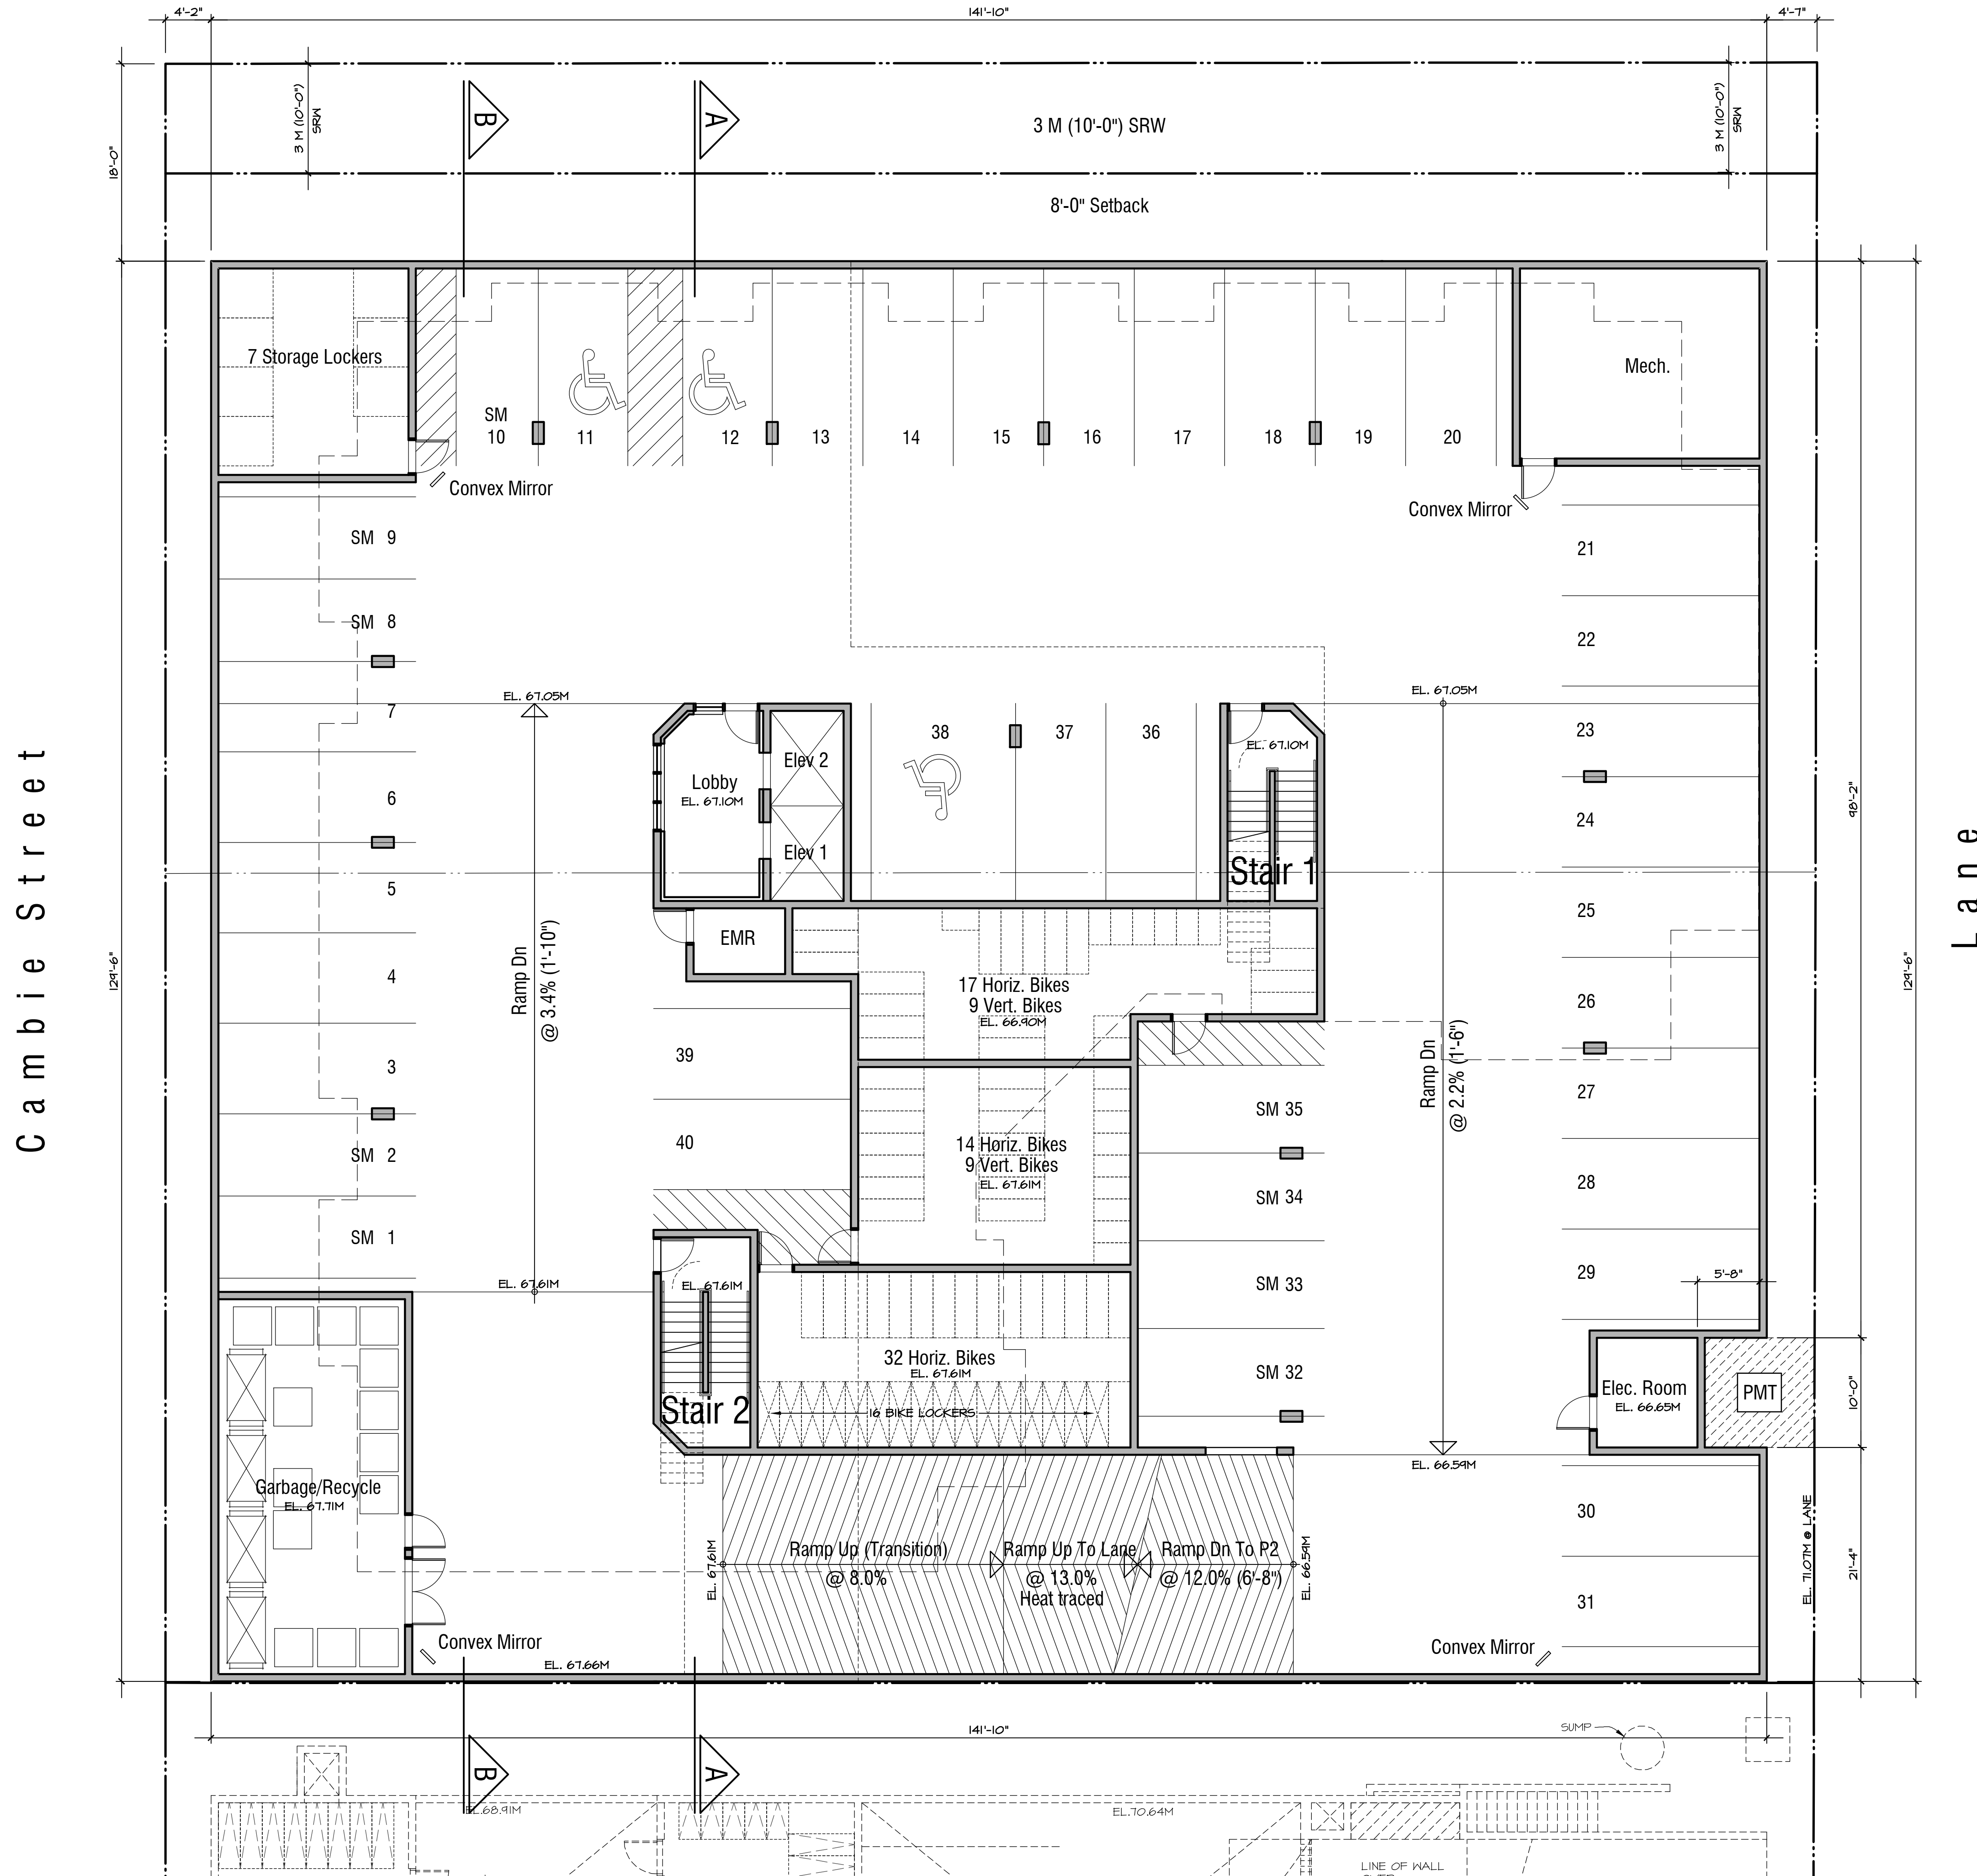 4'-2"
141'-10"
4'-7"
18'-0"
3 M (10'-0")
SRW
B
A
3 M (10'-0") SRW
3 M (10'-0")
SRW
8'-0" Setback
7 Storage Lockers
Mech.
SM
10
11
12
13
14
15
16
17
18
19
20
Convex Mirror
Convex Mirror
SM 9
SM 8
7
6
5
4
3
SM 2
SM 1
21
22
23
24
25
26
27
28
29
30
31
EL. 67.05M
EL. 67.05M
Cambie Street
Lane
129'-6"
98'-2"
129'-6"
Ramp Dn
@ 3.4% (1'-10")
Lobby
EL. 67.10M
Elev 2
Elev 1
38
37
36
EL. 67.10M
Stair 1
EMR
17 Horiz. Bikes
9 Vert. Bikes
EL. 66.90M
39
40
14 Horiz. Bikes
9 Vert. Bikes
EL. 67.61M
SM 35
SM 34
SM 33
SM 32
Ramp Dn
@ 2.2% (1'-6")
5'-8"
EL. 67.61M
EL. 67.61M
Stair 2
32 Horiz. Bikes
EL. 67.61M
16 BIKE LOCKERS
Elec. Room
EL. 66.65M
PMT
10'-0"
21'-4"
EL. 66.59M
EL. 71.07M @ LANE
Garbage/Recycle
EL. 67.71M
EL. 67.61M
Ramp Up (Transition)
@ 8.0%
Ramp Up To Lane
@ 13.0%
Heat traced
Ramp Dn To P2
@ 12.0% (6'-8")
EL. 66.59M
Convex Mirror
EL. 67.66M
Convex Mirror
141'-10"
SUMP
B
A
EL.68.91M
EL.70.64M
LINE OF WALL